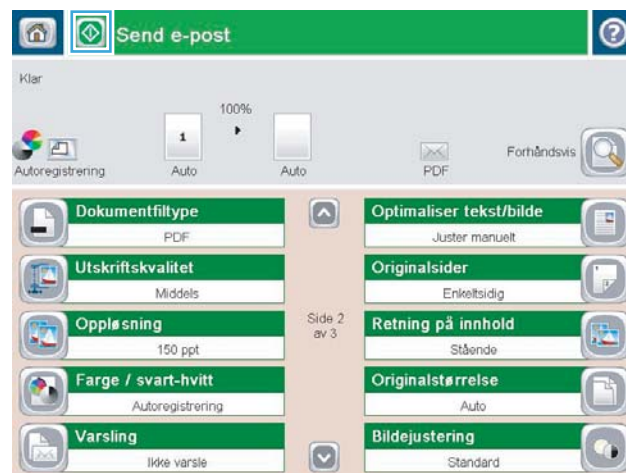 Send e-post
Klar
100%
1
Autoregistrering
Auto
Auto
PDF
Forhåndsvis
Dokumentfiltype
PDF
Utskriftskvalitet
Middels
Oppløsning
150 ppt
Farge / svart-hvitt
Autoregistrering
Varsling
Ikke varsle
Side 2
av 3
Optimaliser tekst/bilde
Juster manuelt
Originalsider
Enkeltsidig
Retning på innhold
Stående
Originalstørrelse
Auto
Bildejustering
Standard